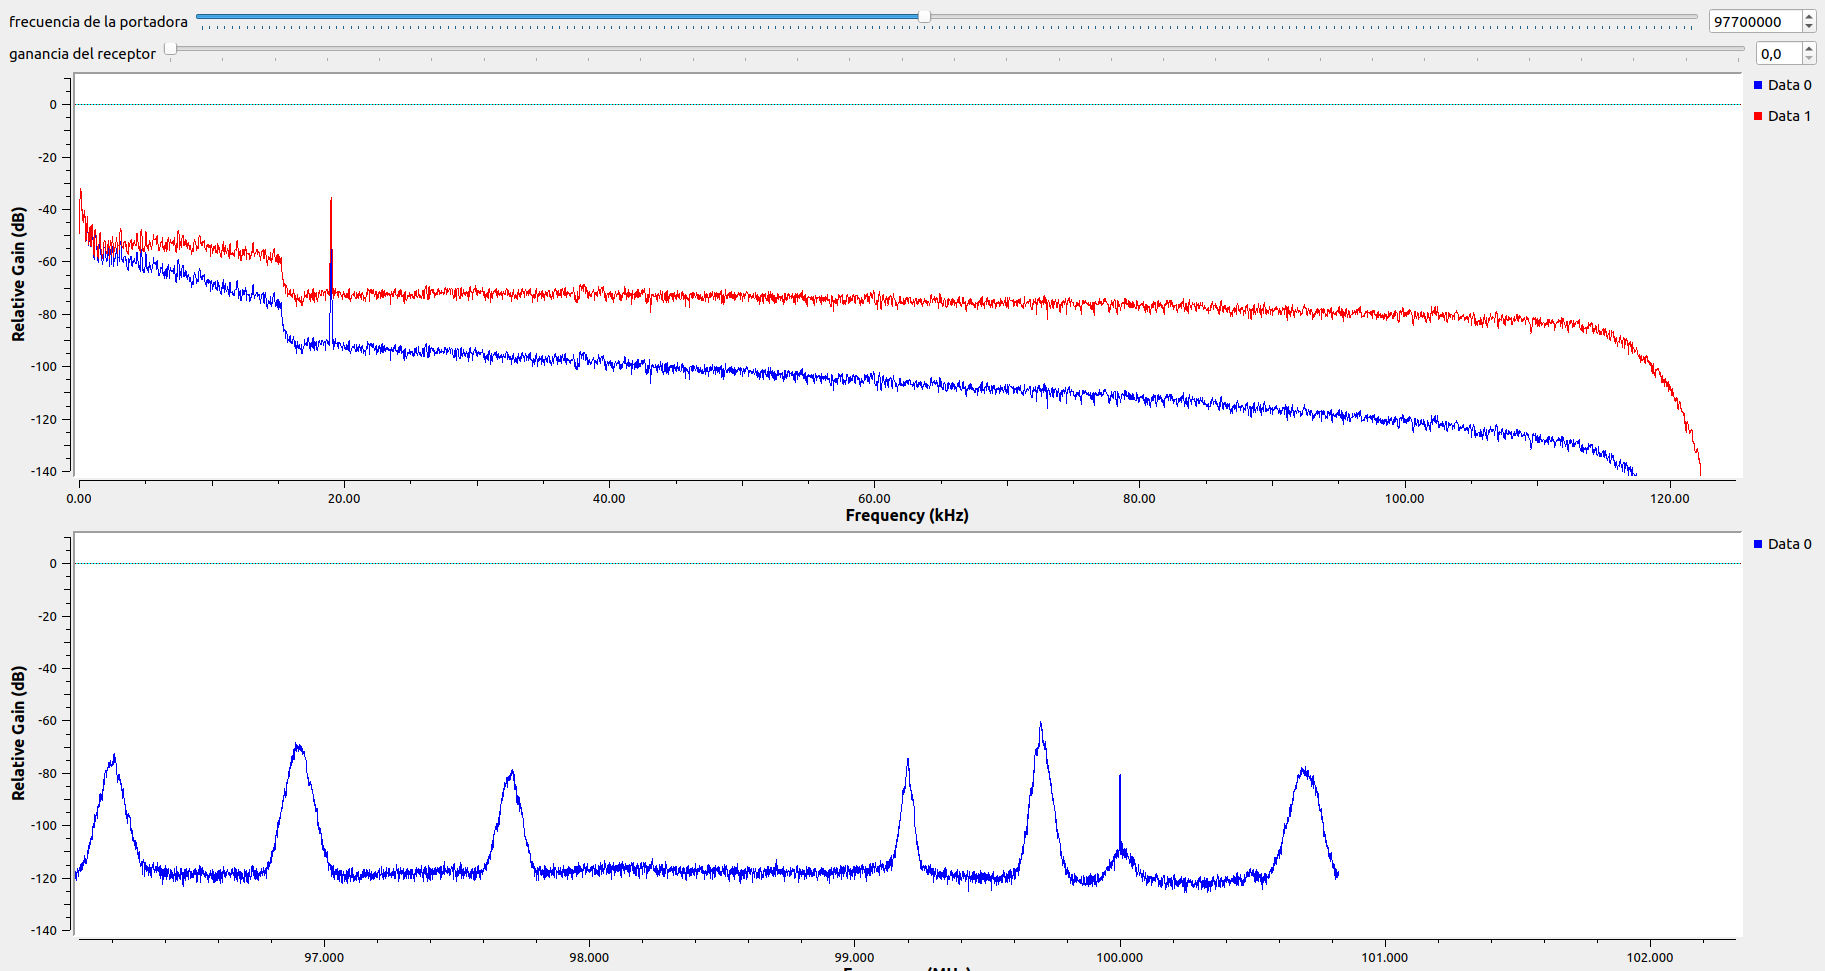 frecuencia de la portadora 97700000
ganancia del receptor 0,0
Data 0
Data 1
Relative Gain (dB)
0
-20
-40
-60
-80
-100
-120
-140
0.00 20.00 40.00 60.00 80.00 100.00 120.00
Frequency (kHz)
Data 0
Relative Gain (dB)
0
-20
-40
-60
-80
-100
-120
-140
97.000 98.000 99.000 100.000 101.000 102.000